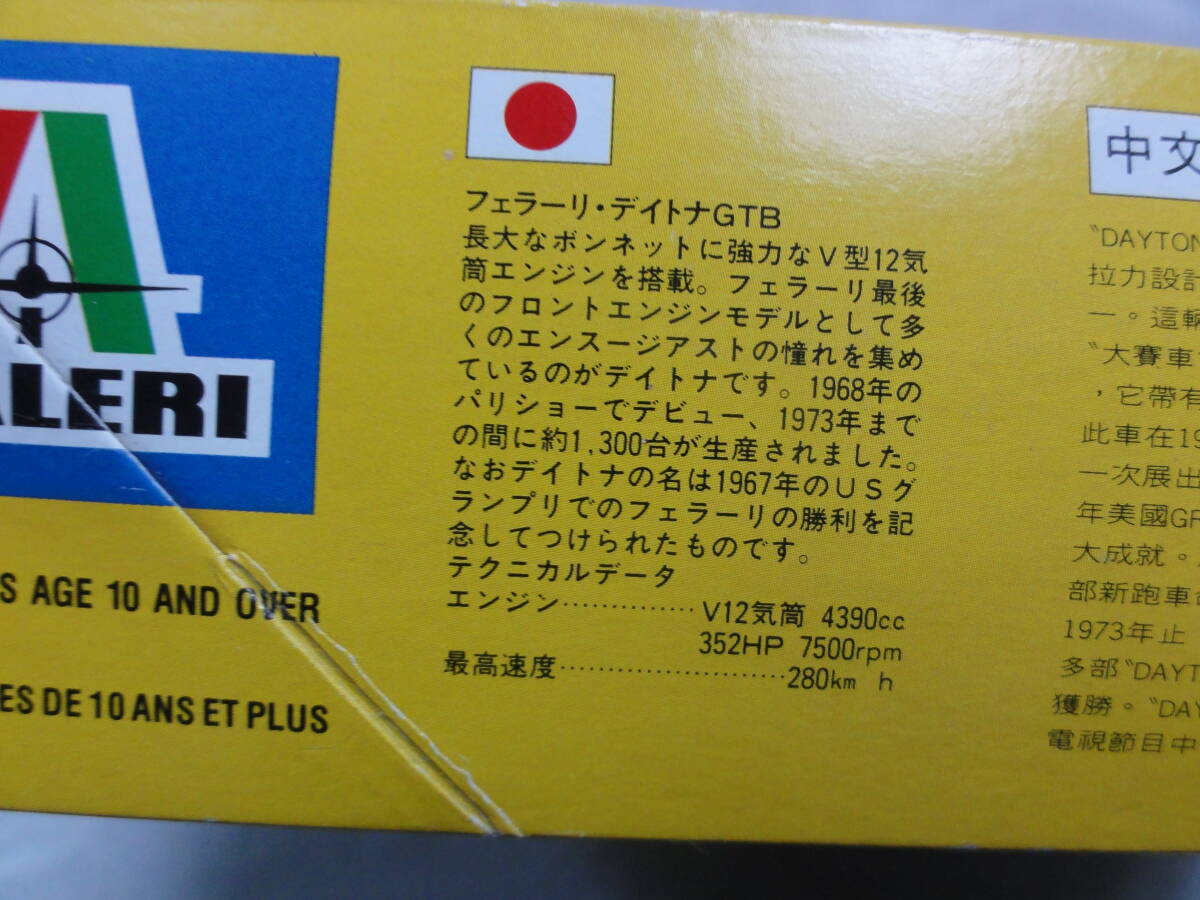 ALERI
S AGE 10 AND OVER
ES DE 10 ANS ET PLUS
フェラーリ・デイトナGTB
長大なボンネットに強力なV型12気
筒エンジンを搭載。フェラーリ最後
のフロントエンジンモデルとして多
くのエンスージアストの憧れを集め
ているのがデイトナです。1968年の
パリショーでデビュー、1973年まで
の間に約1,300台が生産されました。
なおデイトナの名は1967年のUSグ
ランプリでのフェラーリの勝利を記
念してつけられたものです。
テクニカルデータ
エンジン…………V12気筒 4390cc
352HP 7500rpm
最高速度…………………280km h
中文
〝DAYTON
拉力設計
一。這輛
〝大賽車
，它帶有
此車在19
一次展出
年美國GP
大成就。
部新跑車
1973年止
多部〝DAYT
獲勝。〝DAY
電視節目中